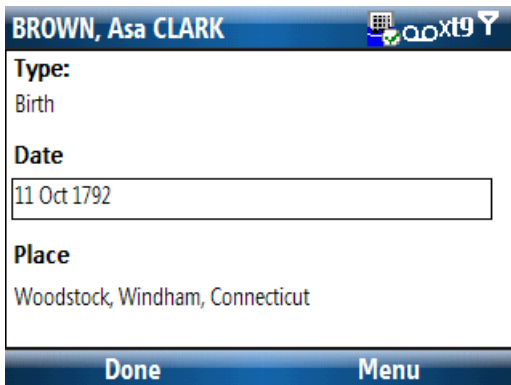 BROWN, Asa CLARK xt9
Type:
Birth
Date
11 Oct 1792
Place
Woodstock, Windham, Connecticut
Done Menu